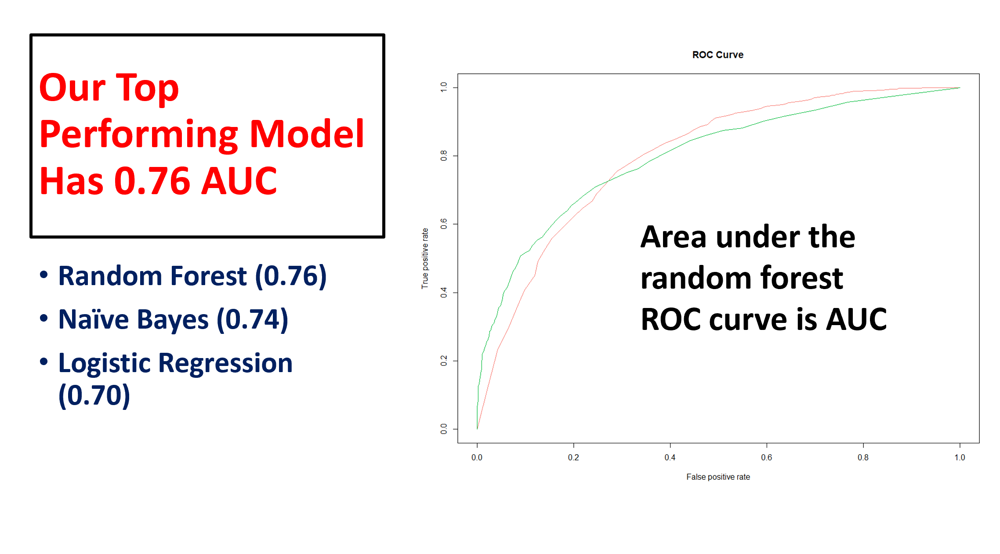 Our Top
Performing Model
Has 0.76 AUC
• Random Forest (0.76)
• Naïve Bayes (0.74)
• Logistic Regression
(0.70)
ROC Curve
True positive rate
1.0
0.8
0.6
0.4
0.2
0.0
Area under the
random forest
ROC curve is AUC
0.0 0.2 0.4 0.6 0.8 1.0
False positive rate